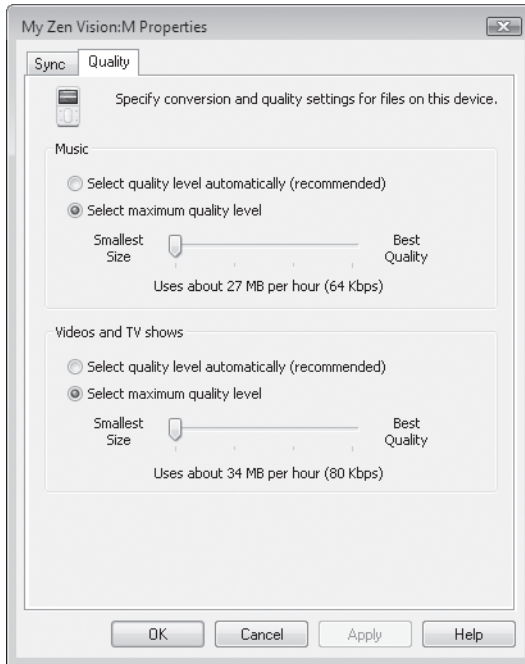 My Zen Vision:M Properties
Sync Quality
Specify conversion and quality settings for files on this device.
Music
Select quality level automatically (recommended)
Select maximum quality level
Smallest Best
Size Quality
Uses about 27 MB per hour (64 Kbps)
Videos and TV shows
Select quality level automatically (recommended)
Select maximum quality level
Smallest Best
Size Quality
Uses about 34 MB per hour (80 Kbps)
OK Cancel Apply Help